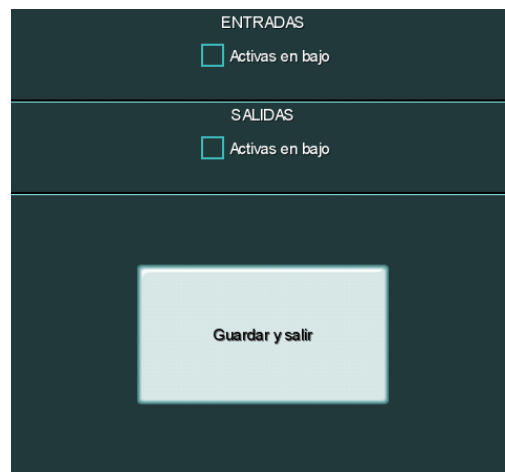 ENTRADAS
Activas en bajo
SALIDAS
Activas en bajo
Guardar y salir